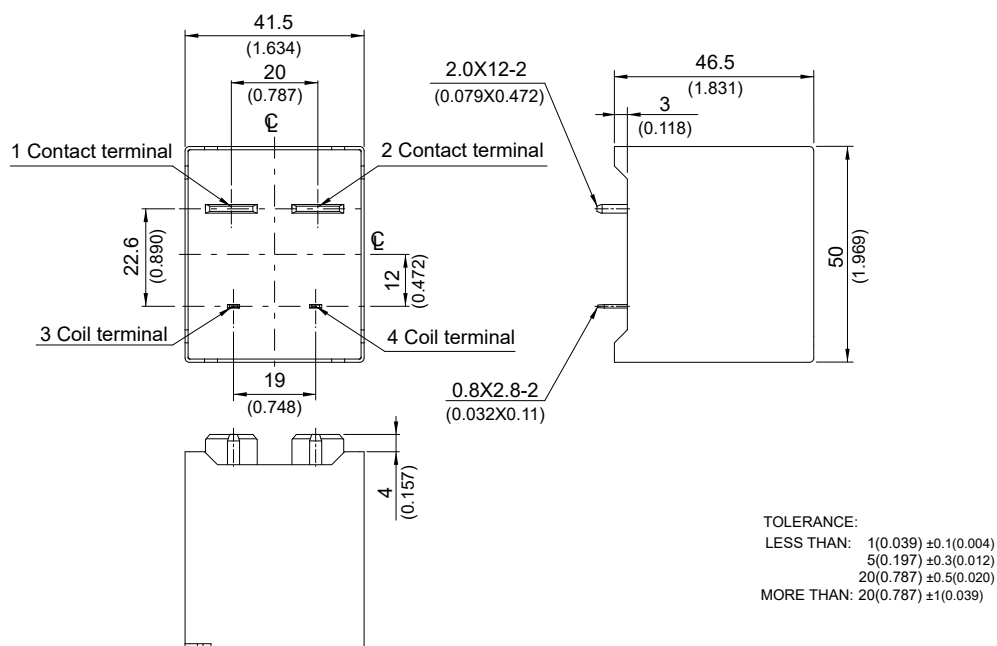 41.5
(1.634)
20
(0.787)
℄
1 Contact terminal
2 Contact terminal
22.6
(0.890)
℄
12
(0.472)
3 Coil terminal
4 Coil terminal
19
(0.748)
4
(0.157)
2.0X12-2
(0.079X0.472)
46.5
(1.831)
3
(0.118)
50
(1.969)
0.8X2.8-2
(0.032X0.11)
TOLERANCE:
LESS THAN: 1(0.039) ±0.1(0.004)
5(0.197) ±0.3(0.012)
20(0.787) ±0.5(0.020)
MORE THAN: 20(0.787) ±1(0.039)